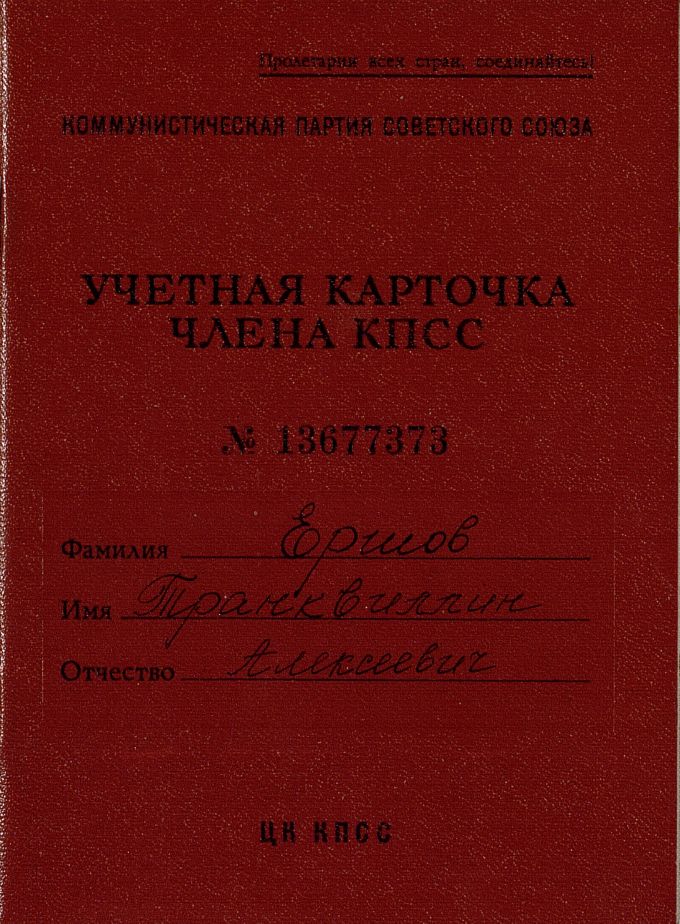 Пролетарии всех стран, соединяйтесь!
КОММУНИСТИЧЕСКАЯ ПАРТИЯ СОВЕТСКОГО СОЮЗА
УЧЕТНАЯ КАРТОЧКА
ЧЛЕНА КПСС
№ 13677373
Фамилия Ершов
Имя Транквиллин
Отчество Алексеевич
ЦК КПСС